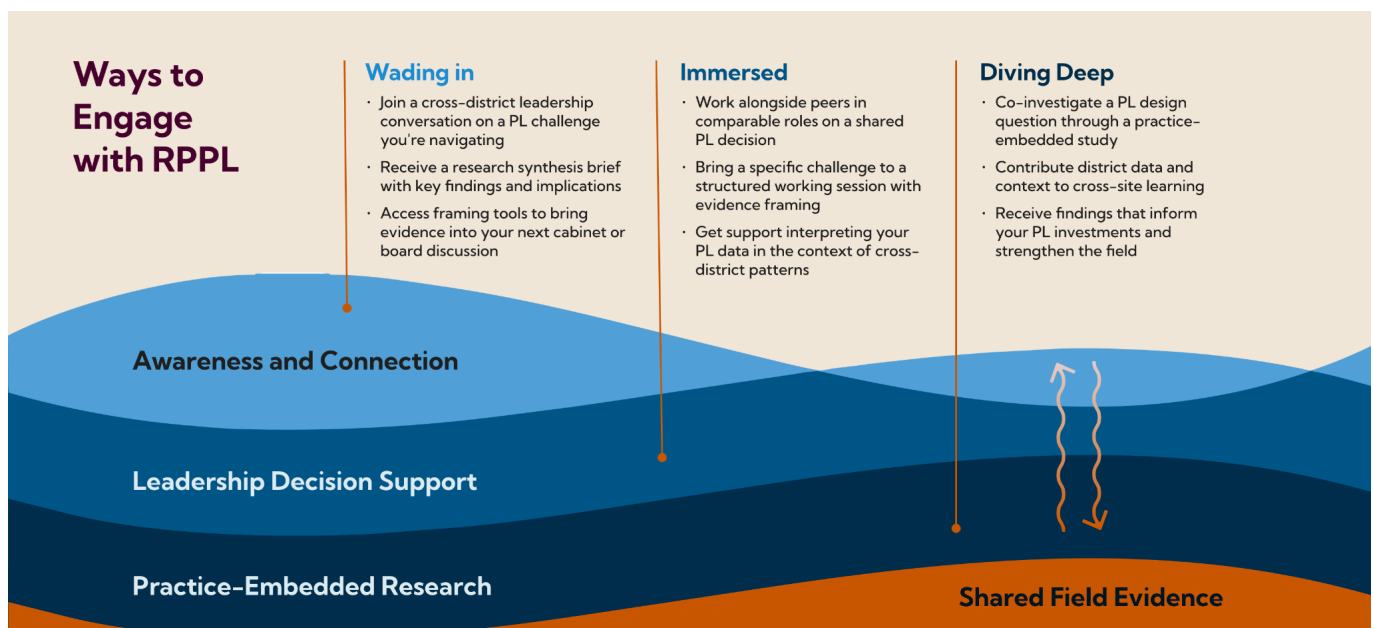 Ways to
Engage
with RPPL
Wading in
· Join a cross-district leadership
conversation on a PL challenge
you're navigating
· Receive a research synthesis brief
with key findings and implications
· Access framing tools to bring
evidence into your next cabinet or
board discussion
Immersed
· Work alongside peers in
comparable roles on a shared
PL decision
· Bring a specific challenge to a
structured working session with
evidence framing
· Get support interpreting your
PL data in the context of cross-
district patterns
Diving Deep
· Co-investigate a PL design
question through a practice-
embedded study
· Contribute district data and
context to cross-site learning
· Receive findings that inform
your PL investments and
strengthen the field
Awareness and Connection
Leadership Decision Support
Practice-Embedded Research
Shared Field Evidence